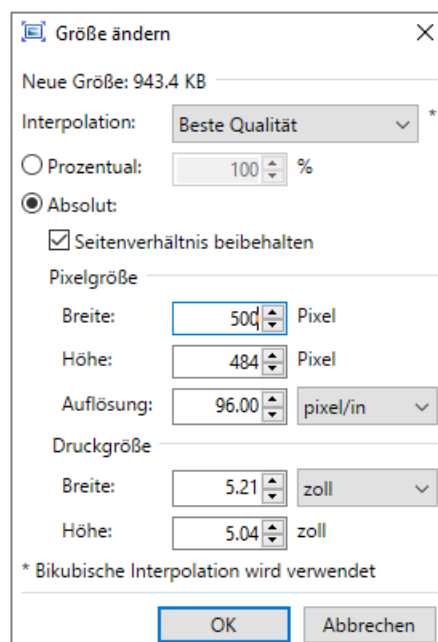 Größe ändern
Neue Größe: 943.4 KB
Interpolation: Beste Qualität *
Prozentual: 100 %
Absolut:
Seitenverhältnis beibehalten
Pixelgröße
Breite: 500 Pixel
Höhe: 484 Pixel
Auflösung: 96.00 pixel/in
Druckgröße
Breite: 5.21 zoll
Höhe: 5.04 zoll
* Bikubische Interpolation wird verwendet
OK Abbrechen